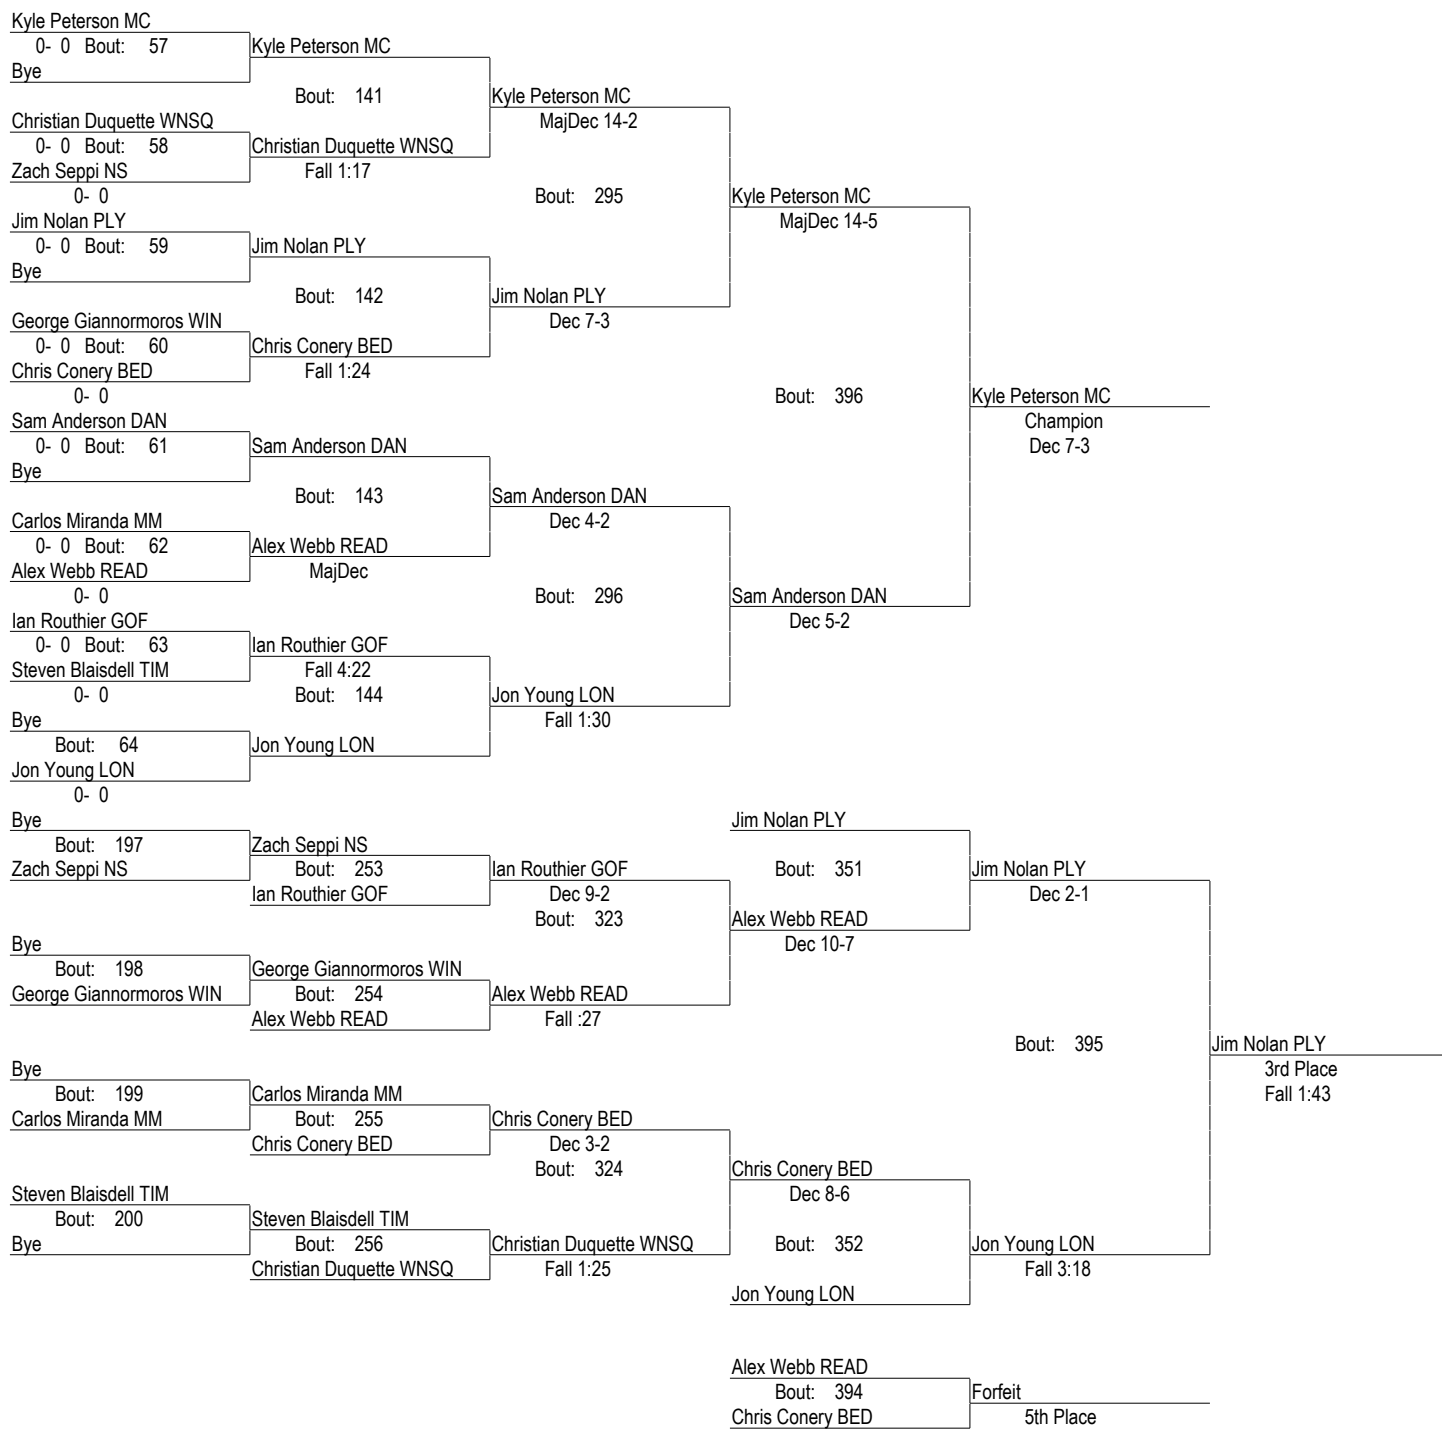 Kyle Peterson MC
0- 0 Bout: 57 Kyle Peterson MC
Bye
Bout: 141 Kyle Peterson MC
Christian Duquette WNSQ MajDec 14-2
0- 0 Bout: 58 Christian Duquette WNSQ
Zach Seppi NS Fall 1:17
0- 0 Bout: 295 Kyle Peterson MC
Jim Nolan PLY MajDec 14-5
0- 0 Bout: 59 Jim Nolan PLY
Bye
Bout: 142 Jim Nolan PLY
George Giannormoros WIN Dec 7-3
0- 0 Bout: 60 Chris Conery BED
Chris Conery BED Fall 1:24
0- 0 Bout: 396 Kyle Peterson MC
Sam Anderson DAN Champion
0- 0 Bout: 61 Sam Anderson DAN Dec 7-3
Bye
Bout: 143 Sam Anderson DAN
Carlos Miranda MM Dec 4-2
0- 0 Bout: 62 Alex Webb READ
Alex Webb READ MajDec
0- 0 Bout: 296 Sam Anderson DAN
Ian Routhier GOF Dec 5-2
0- 0 Bout: 63 Ian Routhier GOF
Steven Blaisdell TIM Fall 4:22
0- 0 Bout: 144 Jon Young LON
Bye Fall 1:30
Bout: 64 Jon Young LON
Jon Young LON
0- 0
Bye Jim Nolan PLY
Bout: 197 Zach Seppi NS
Zach Seppi NS Bout: 253 Ian Routhier GOF Bout: 351 Jim Nolan PLY
Ian Routhier GOF Dec 9-2 Dec 2-1
Bout: 323 Alex Webb READ
Bye Dec 10-7
Bout: 198 George Giannormoros WIN
George Giannormoros WIN Bout: 254 Alex Webb READ
Alex Webb READ Fall :27
Bout: 395 Jim Nolan PLY
Bye 3rd Place
Bout: 199 Carlos Miranda MM Fall 1:43
Carlos Miranda MM Bout: 255 Chris Conery BED
Chris Conery BED Dec 3-2
Bout: 324 Chris Conery BED
Steven Blaisdell TIM Dec 8-6
Bout: 200 Steven Blaisdell TIM
Bye Bout: 256 Christian Duquette WNSQ Bout: 352 Jon Young LON
Christian Duquette WNSQ Fall 1:25 Fall 3:18
Jon Young LON
Alex Webb READ
Bout: 394 Forfeit
Chris Conery BED 5th Place